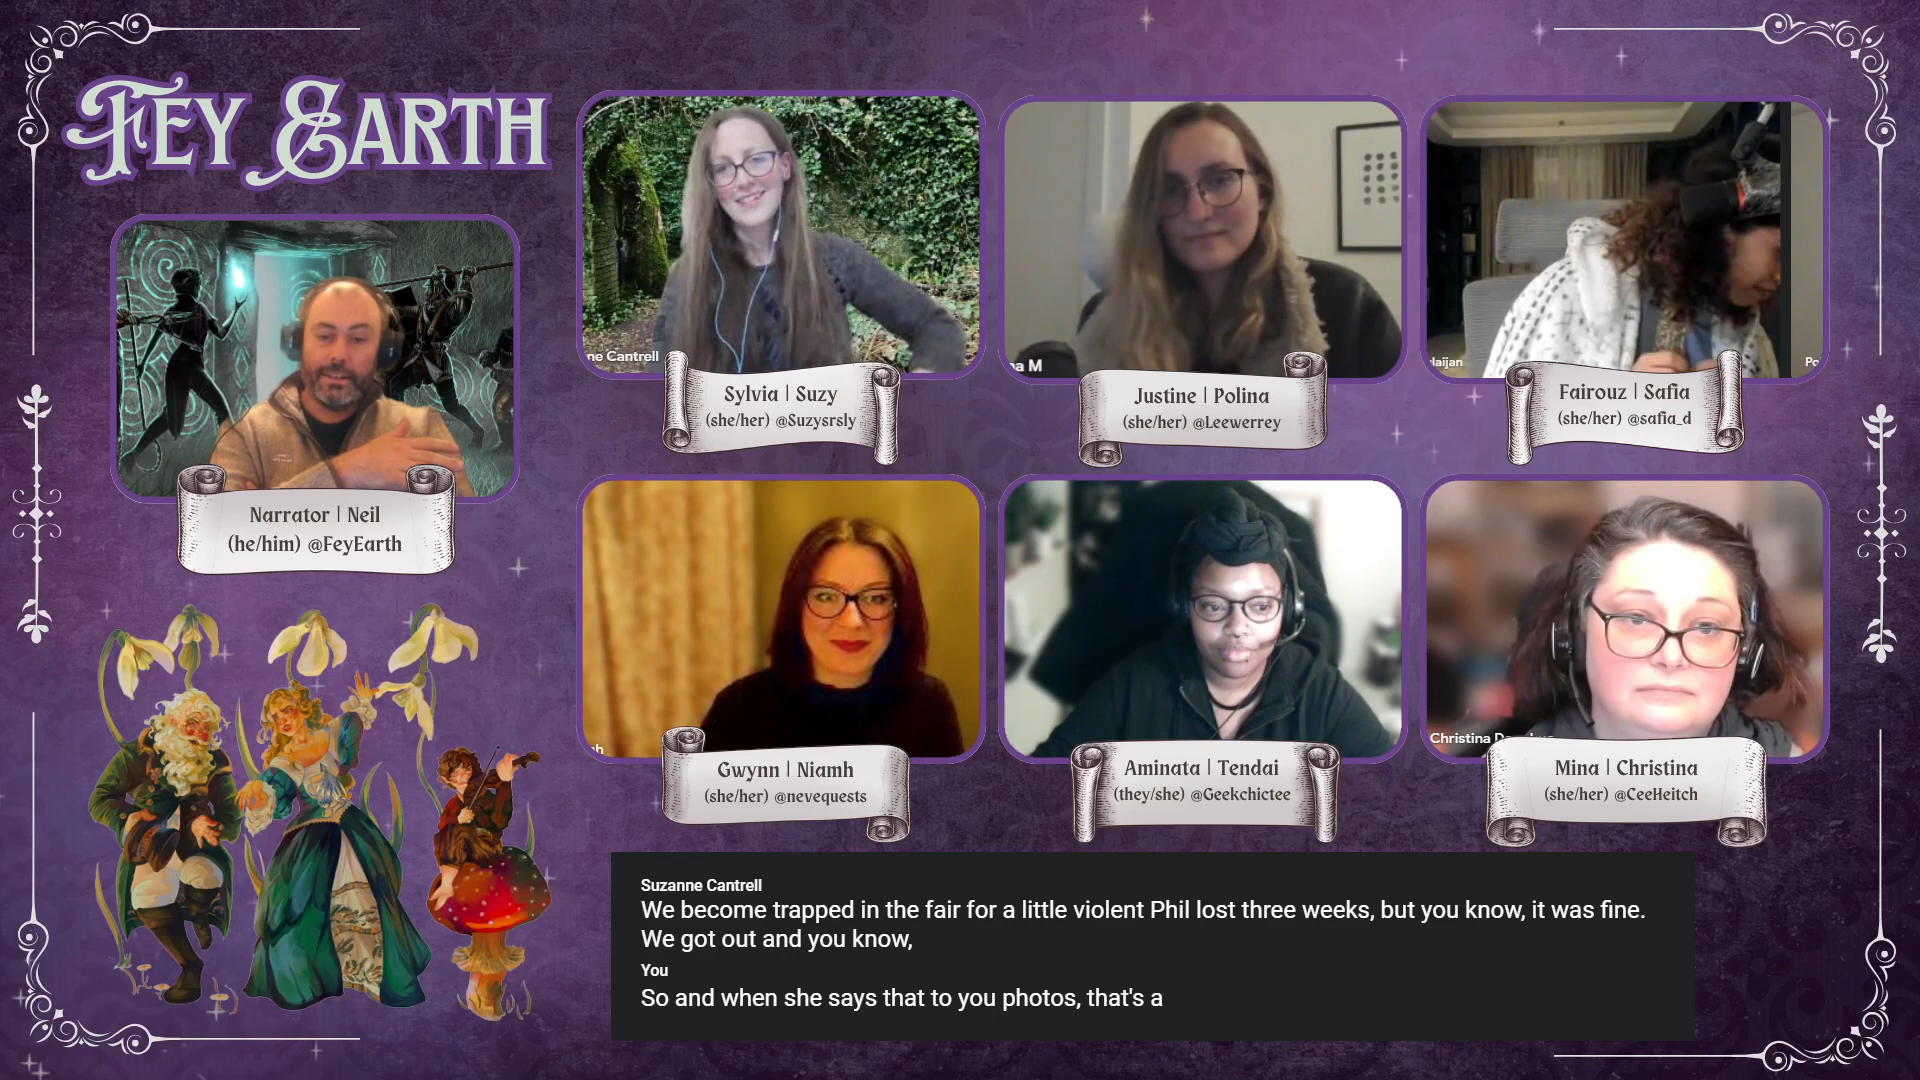 FEY EARTH
ne Cantrell
Sylvia | Suzy
(she/her) @Suzysrsly
na M
Justine | Polina
(she/her) @Leewerrey
laijan
Po
Fairouz | Safia
(she/her) @safia_d
Narrator | Neil
(he/him) @FeyEarth
h
Gwynn | Niamh
(she/her) @nevequests
Aminata | Tendai
(they/she) @Geekchictee
Christina
Mina | Christina
(she/her) @CeeHeitch
Suzanne Cantrell
We become trapped in the fair for a little violent Phil lost three weeks, but you know, it was fine.
We got out and you know,
You
So and when she says that to you photos, that's a